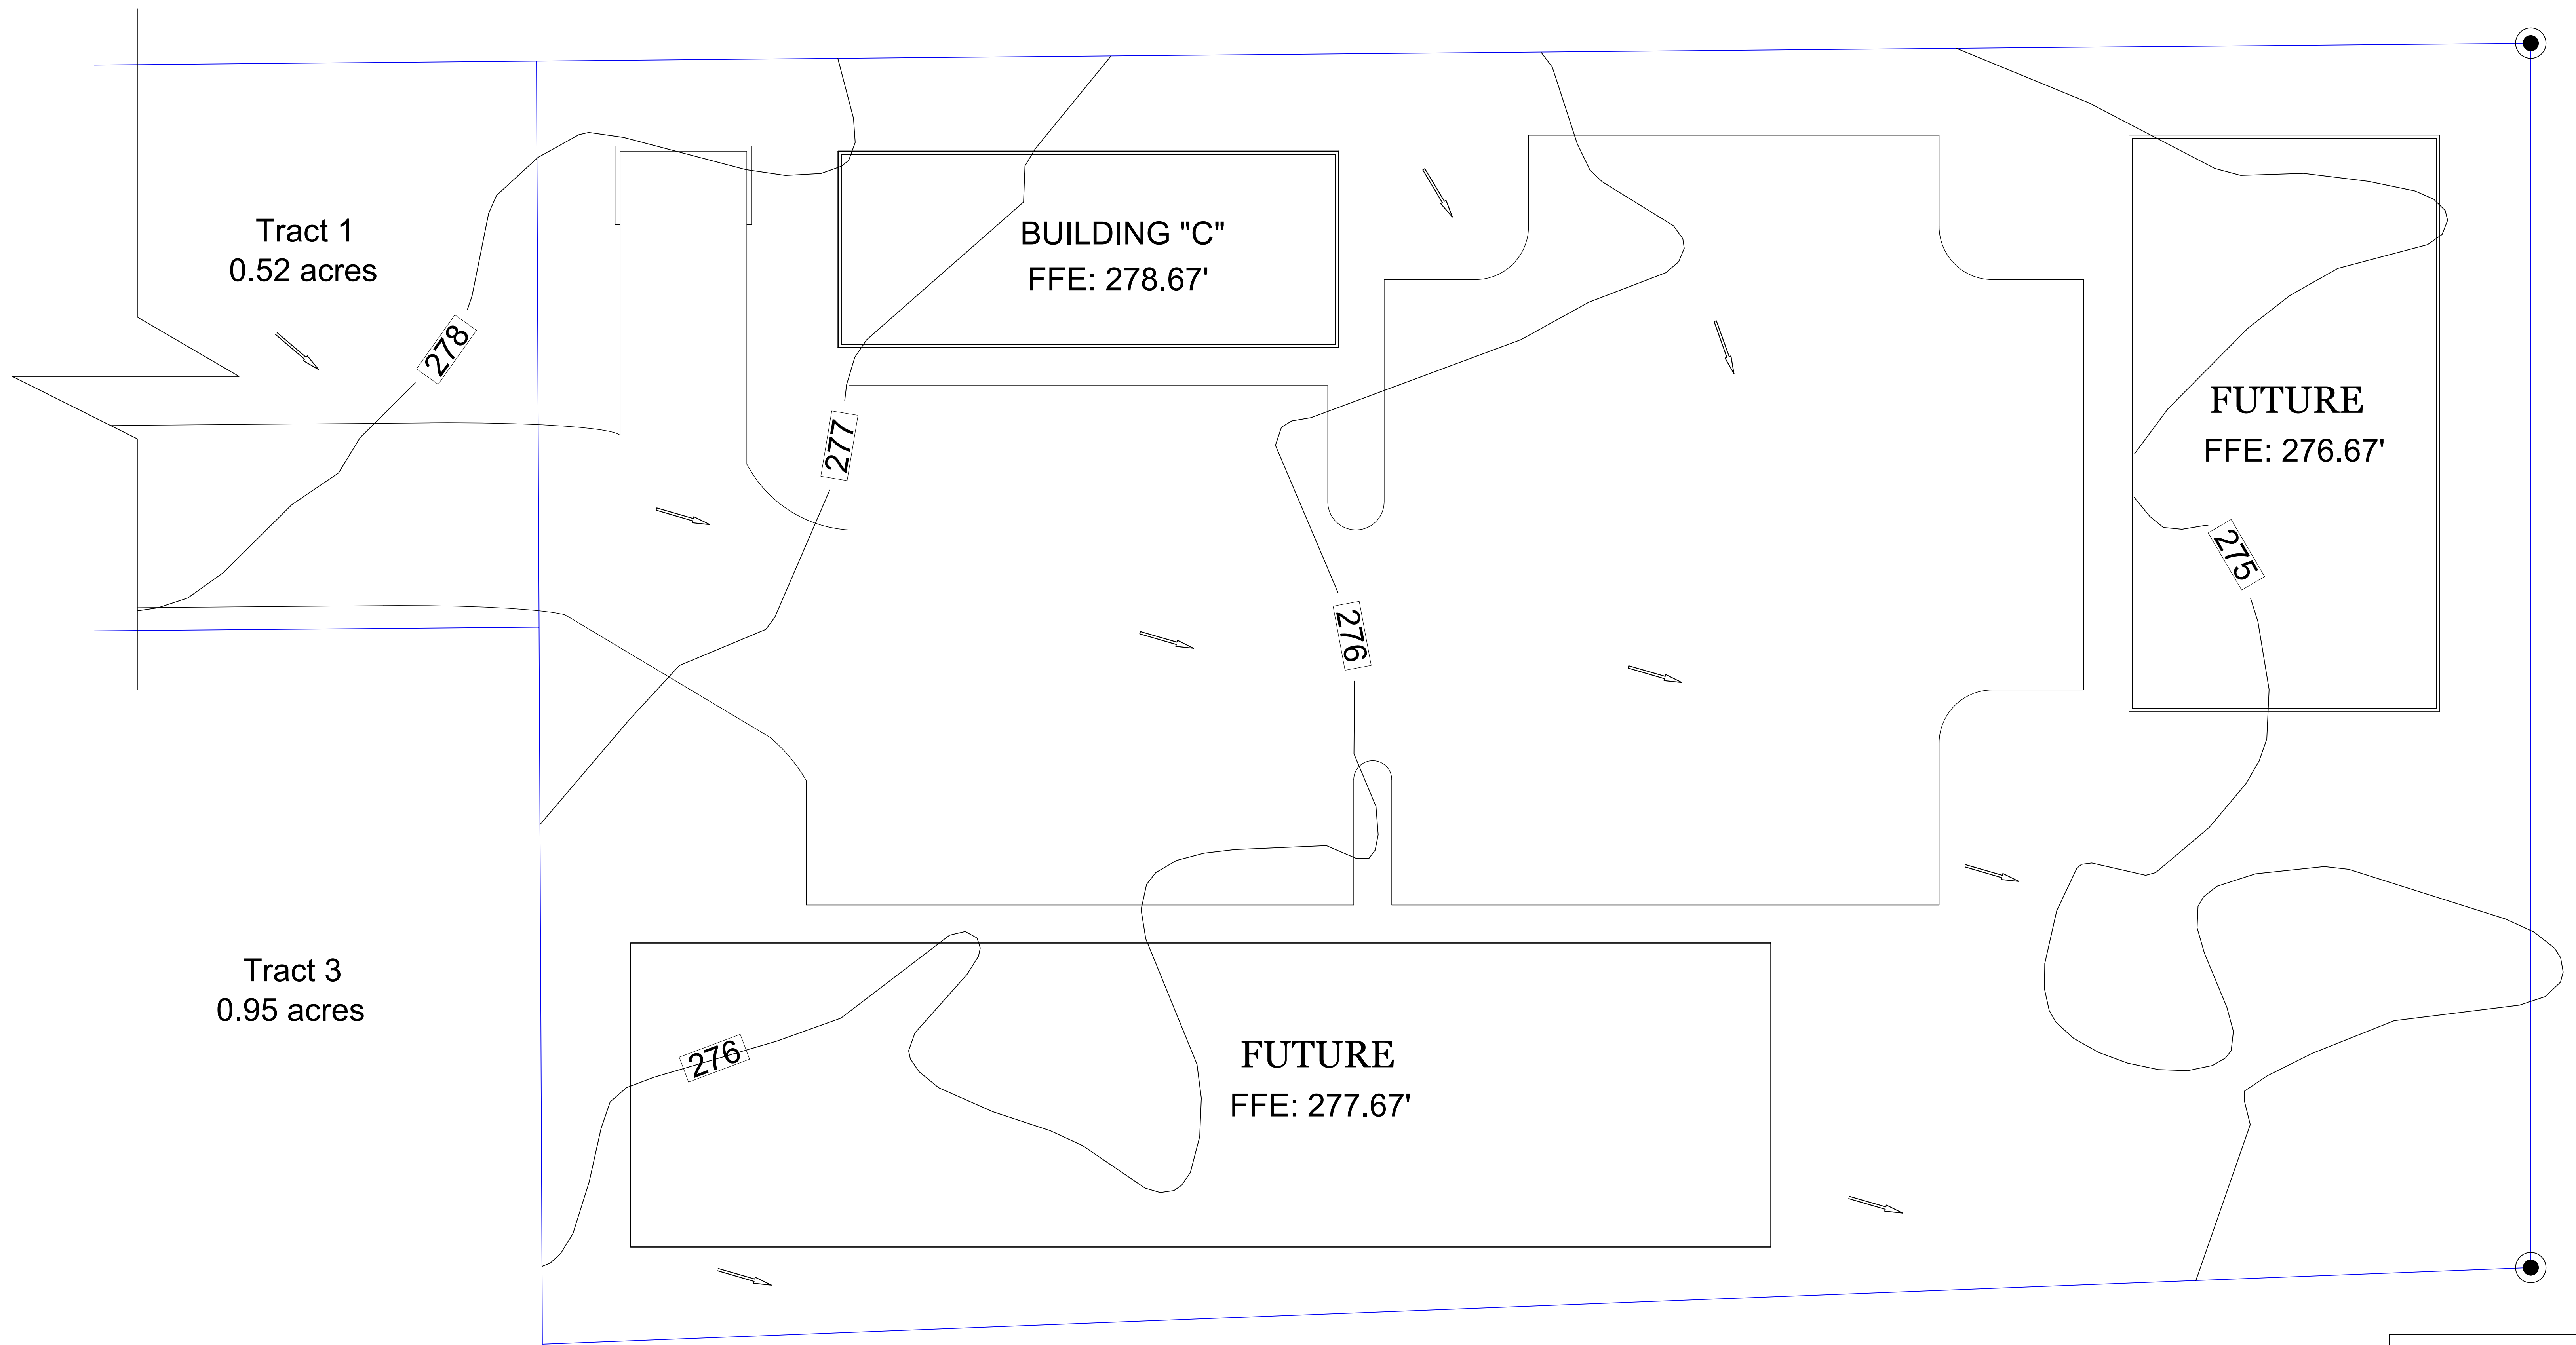 Tract 1
0.52 acres
BUILDING "C"
FFE: 278.67'
278
277
FUTURE
FFE: 276.67'
275
276
Tract 3
0.95 acres
276
FUTURE
FFE: 277.67'